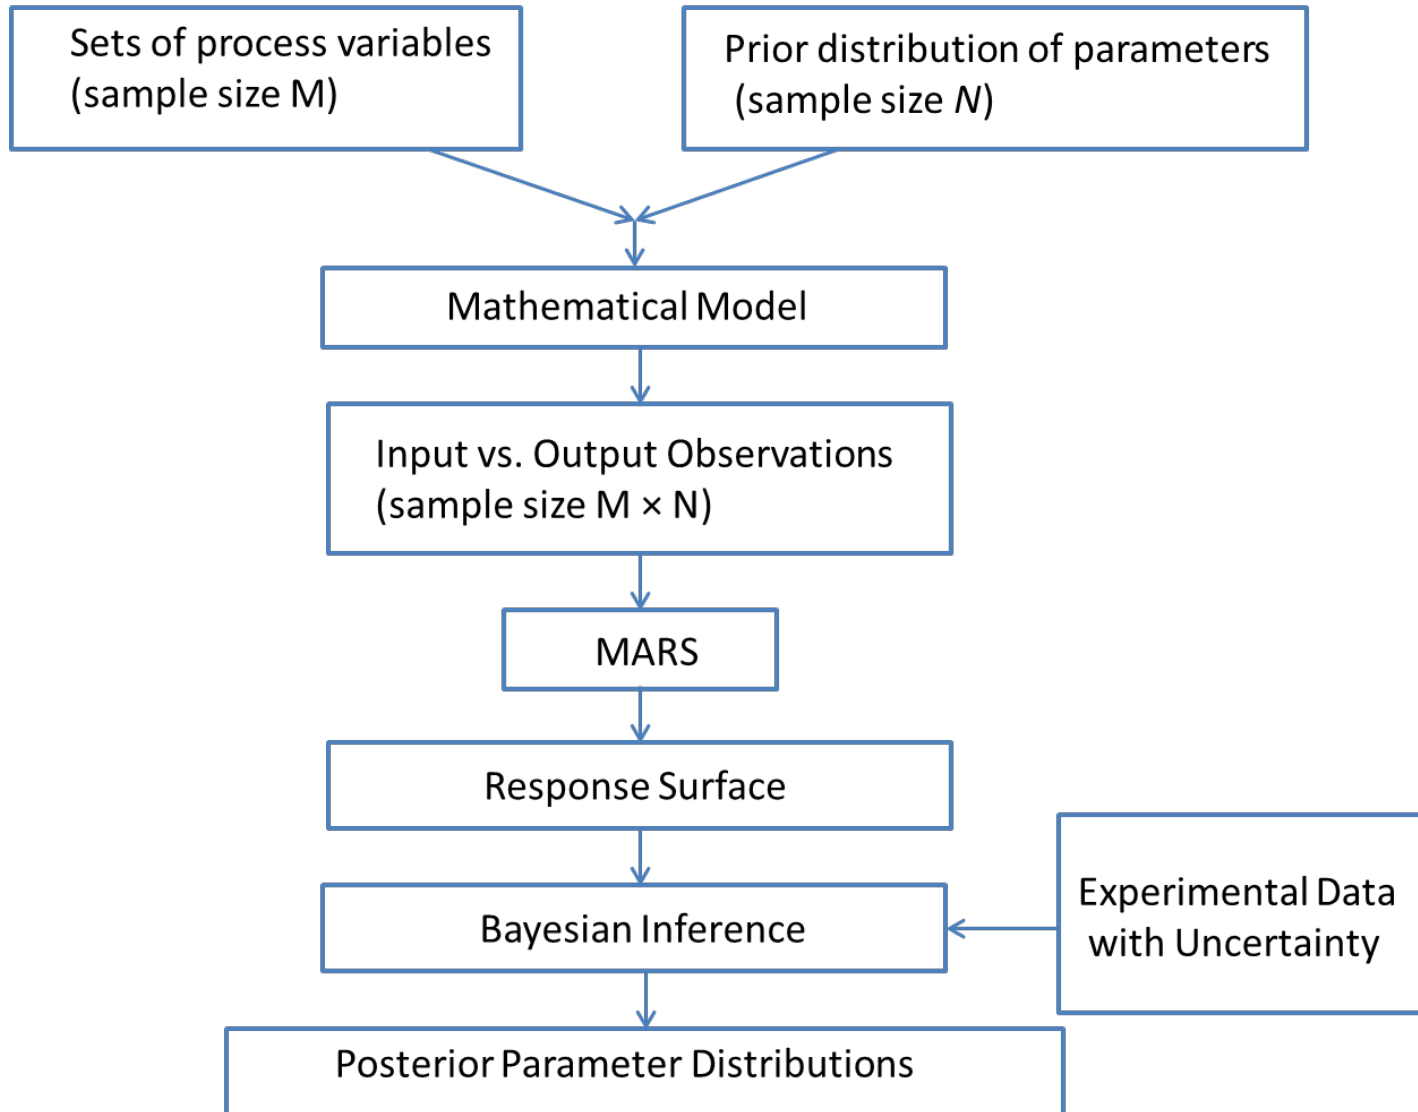 Sets of process variables
(sample size M)
Prior distribution of parameters
(sample size N)
Mathematical Model
Input vs. Output Observations
(sample size M × N)
MARS
Response Surface
Bayesian Inference
Experimental Data
with Uncertainty
Posterior Parameter Distributions